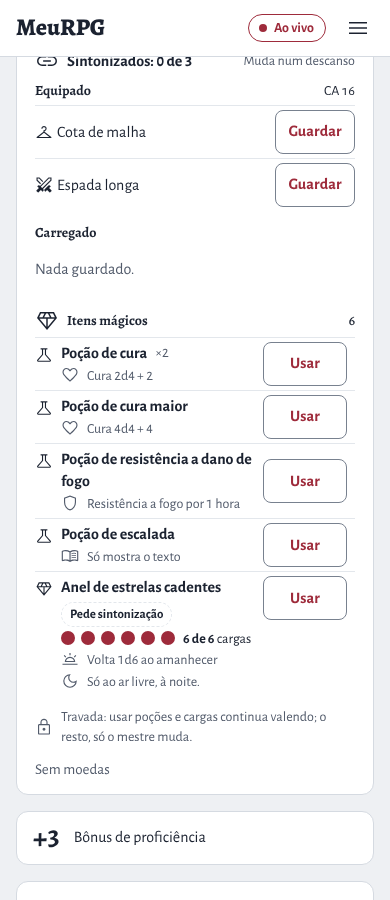 MeuRPG
Ao vivo
Sintonizados: 0 de 3
Muda num descanso
Equipado
CA 16
Cota de malha
Guardar
Espada longa
Guardar
Carregado
Nada guardado.
Itens mágicos
6
Poção de cura ×2
Cura 2d4 + 2
Usar
Poção de cura maior
Cura 4d4 + 4
Usar
Poção de resistência a dano de
fogo
Resistência a fogo por 1 hora
Usar
Poção de escalada
Só mostra o texto
Usar
Anel de estrelas cadentes
Usar
Pede sintonização
6 de 6 cargas
Volta 1d6 ao amanhecer
Só ao ar livre, à noite.
Travada: usar poções e cargas continua valendo; o
resto, só o mestre muda.
Sem moedas
+3 Bônus de proficiência